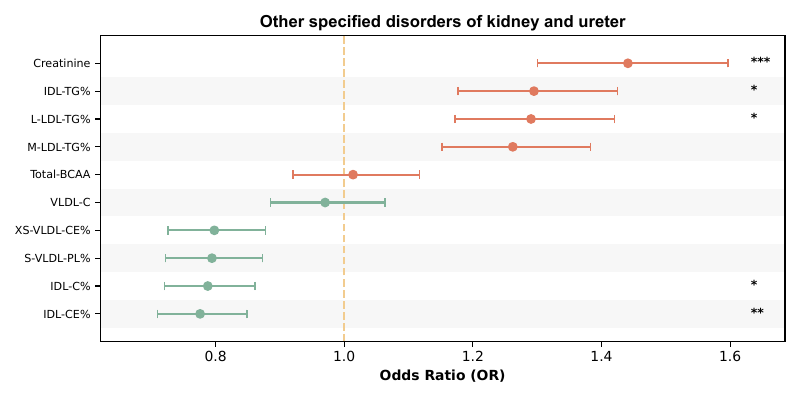 Other specified disorders of kidney and ureter
Creatinine ***
IDL-TG% *
L-LDL-TG% *
M-LDL-TG%
Total-BCAA
VLDL-C
XS-VLDL-CE%
S-VLDL-PL%
IDL-C% *
IDL-CE% **
0.8 1.0 1.2 1.4 1.6
Odds Ratio (OR)